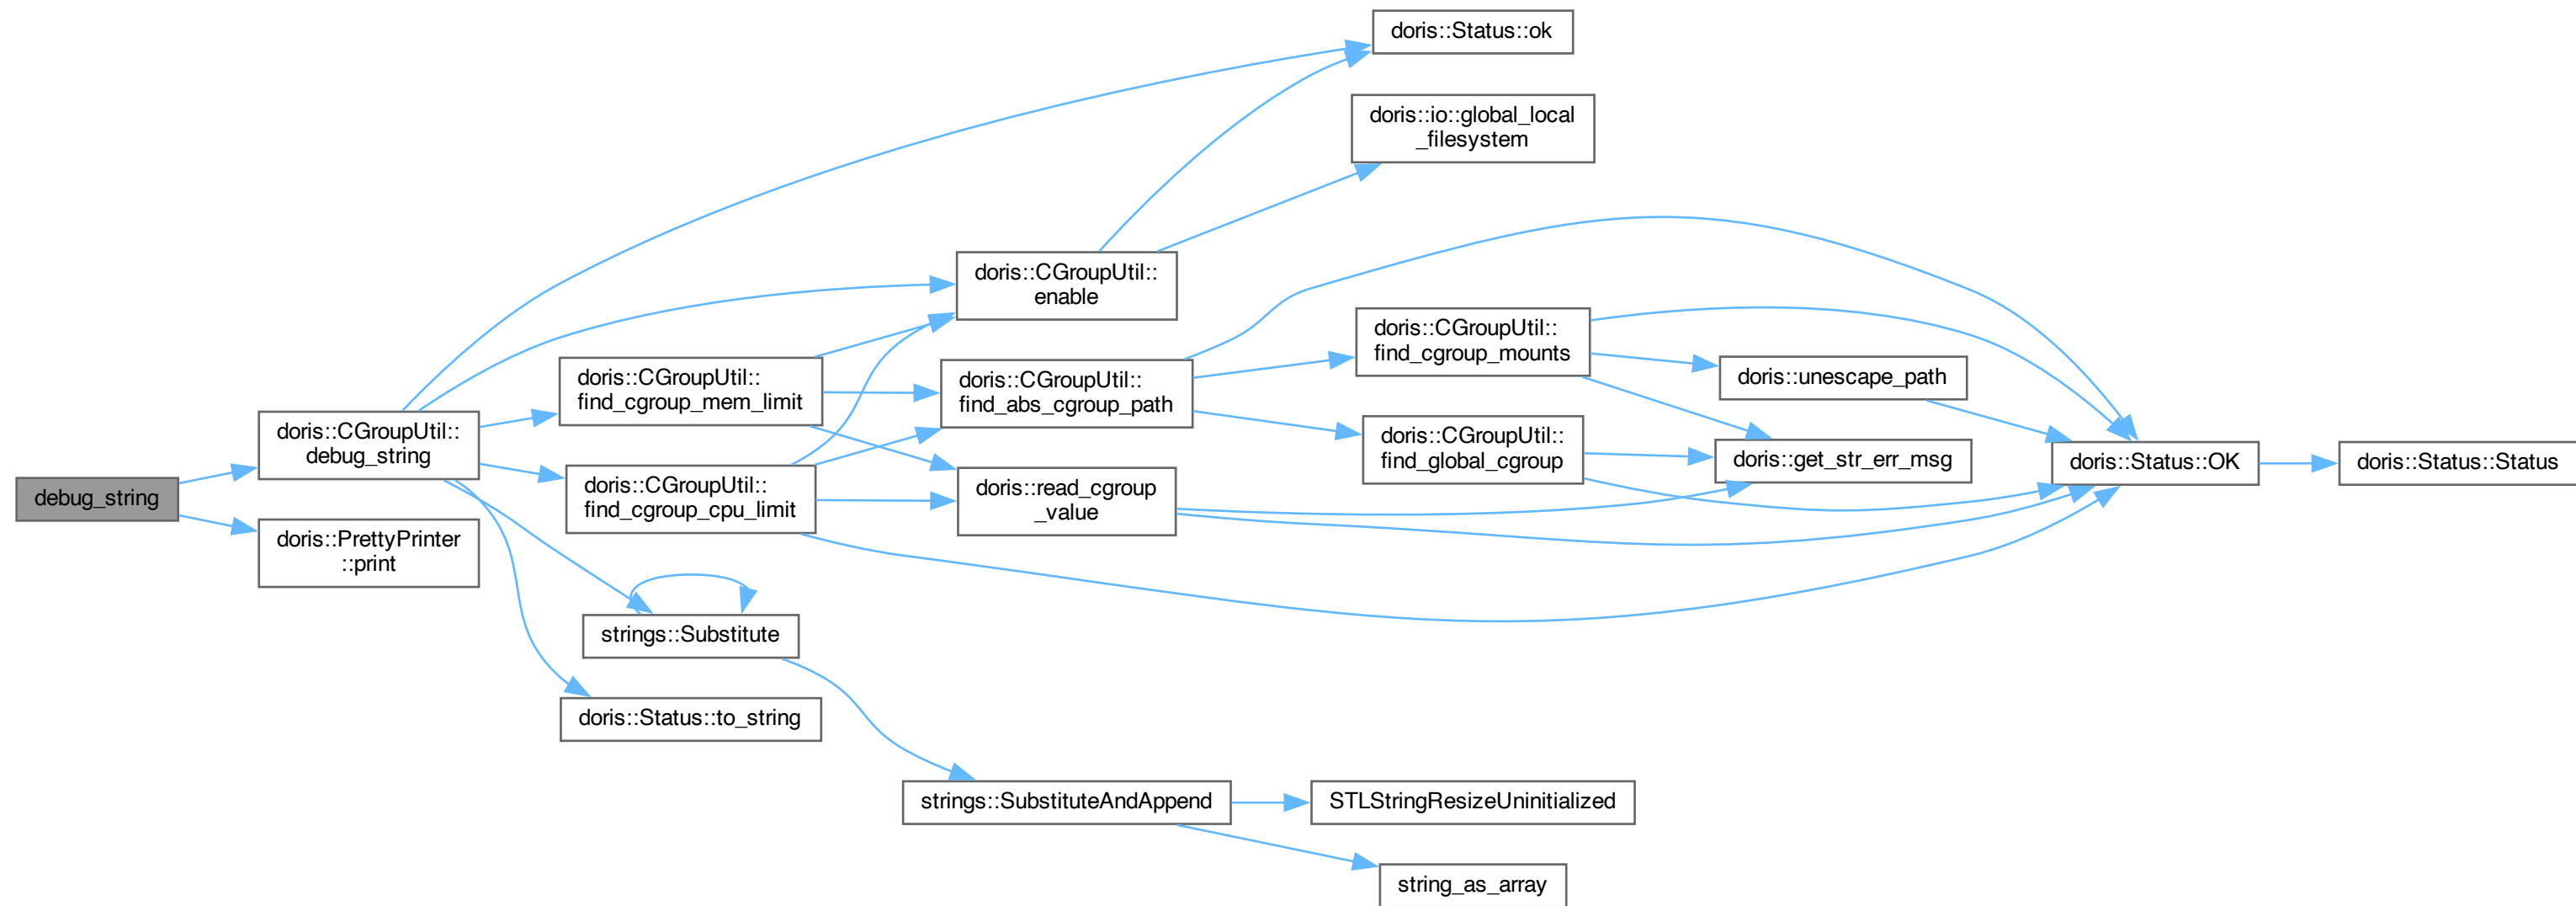 doris::Status::ok
doris::io::global_local
_filesystem
doris::CGroupUtil::
enable
doris::CGroupUtil::
find_cgroup_mounts
doris::unescape_path
doris::CGroupUtil::
find_cgroup_mem_limit
doris::CGroupUtil::
find_abs_cgroup_path
doris::CGroupUtil::
debug_string
doris::CGroupUtil::
find_global_cgroup
doris::get_str_err_msg
doris::Status::OK
doris::Status::Status
debug_string
doris::CGroupUtil::
find_cgroup_cpu_limit
doris::read_cgroup
_value
doris::PrettyPrinter
::print
strings::Substitute
doris::Status::to_string
strings::SubstituteAndAppend
STLStringResizeUninitialized
string_as_array